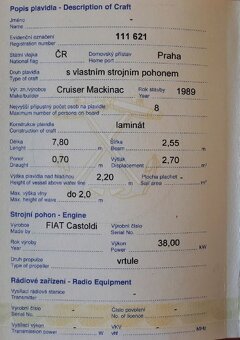 Popis plavidla - Description of Craft
Jméno -
Name
Evidenční označení 111 621
Registration number
Státní vlajka ČR Domovský přístav Praha
National flag Home port
Druh plavidla s vlastním strojním pohonem
Type of craft
Výr. zn./výrobce Cruiser Mackinac Rok stavby 1989
Make/builder Year
Nejvyšší přípustný počet osob na plavidle 8
Maximum number of persons on board
Konstrukce plavidla laminát
Construction of craft
Délka 7,80 Šířka 2,55
Lenght m Beam m
Ponor 0,70 Výtlak 2,70
Draught m Displacement m³
Výška plavidla nad hladinou 2,20 Plocha plachet -
Height of vessel above water line m Sail area m²
Max. výška vlny do 2,0
Max. height of wave m
Strojní pohon - Engine
Výrobce FIAT Castoldi Výrobní číslo -
Made by Serial No.
Rok výroby Výkon 38,00
Year Power kW
Druh propulze vrtule
Type of propeller
Rádiové zařízení - Radio Equipment
Vysílací rádiová stanice
Transmitter
Výrobní číslo - Číslo povolení -
Serial No. No. of licence
Vysílací výkon - VKV -
Transmission power W VHF MHz